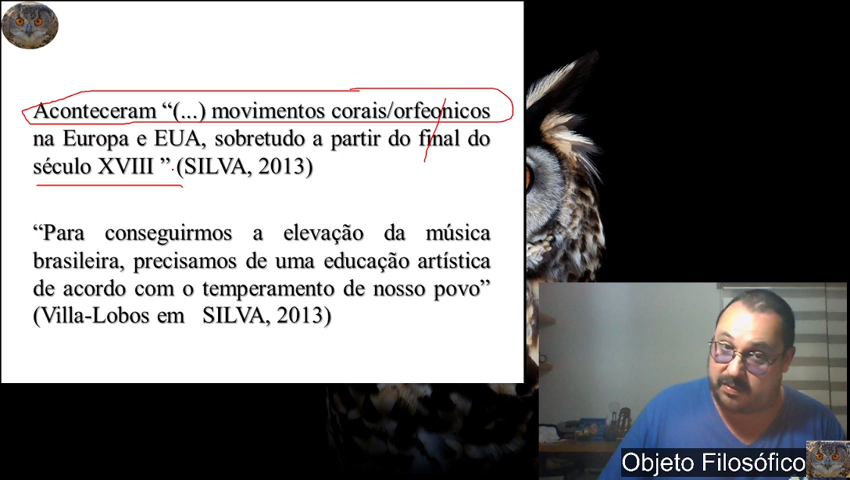 Aconteceram “(...) movimentos corais/orfeonicos
na Europa e EUA, sobretudo a partir do final do
século XVIII ” (SILVA, 2013)
“Para conseguirmos a elevação da música
brasileira, precisamos de uma educação artística
de acordo com o temperamento de nosso povo”
(Villa-Lobos em SILVA, 2013)
Objeto Filosófico